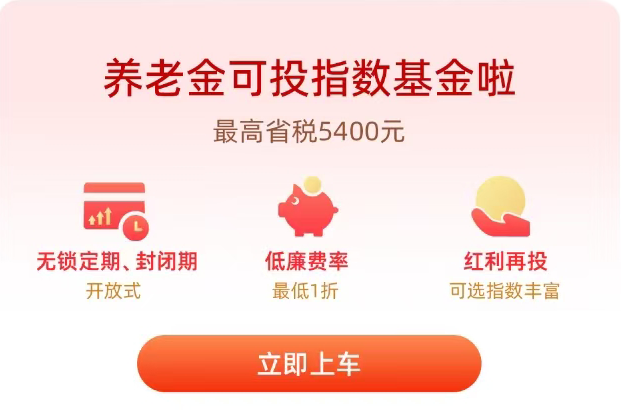 养老金可投指数基金啦
最高省税5400元
无锁定期、封闭期
开放式
低廉费率
最低1折
红利再投
可选指数丰富
立即上车